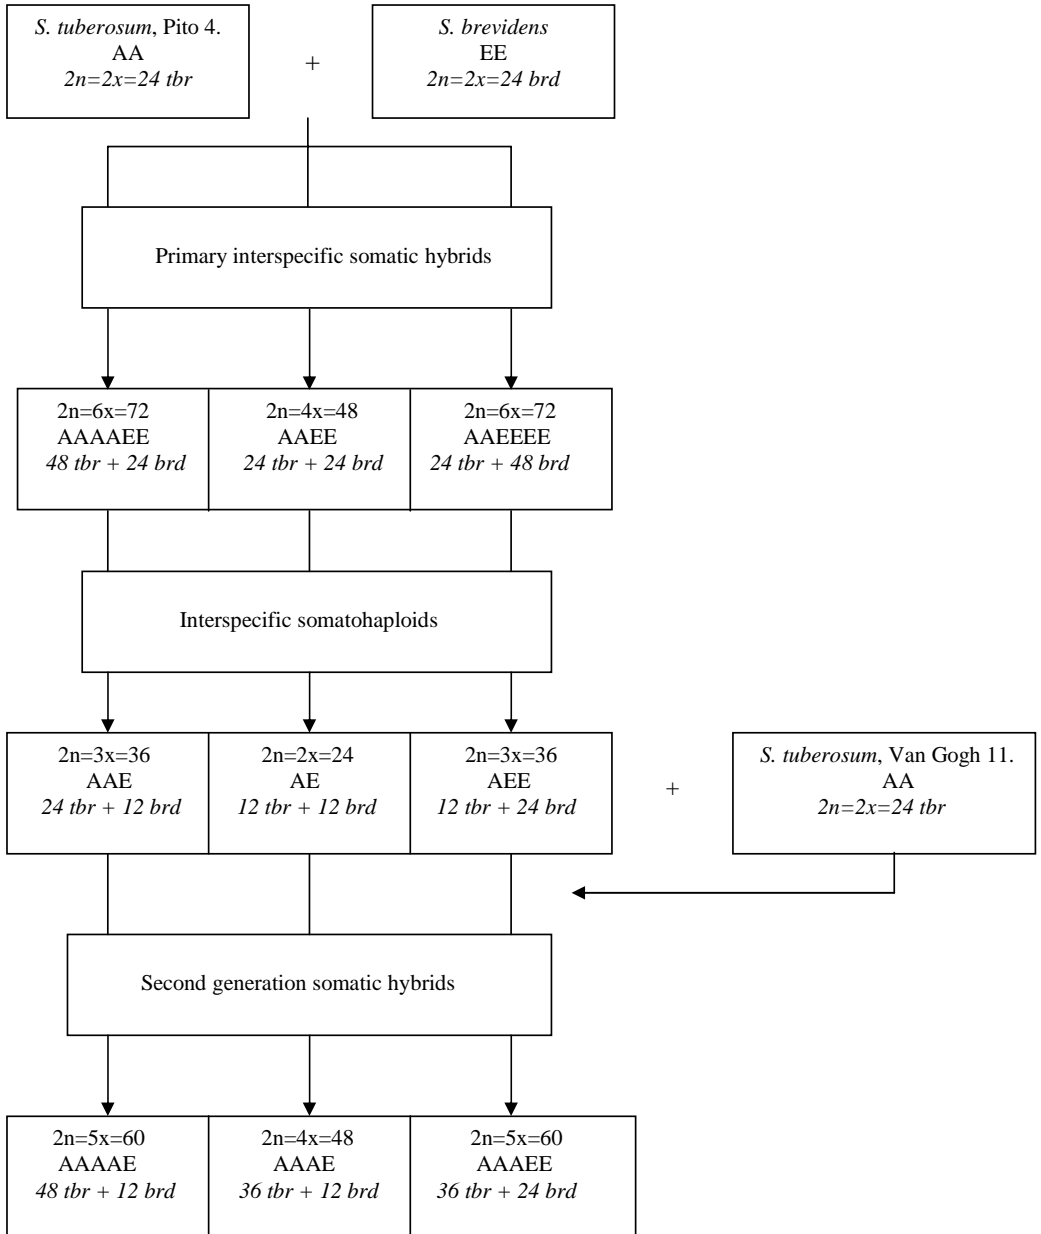 S. tuberosum, Pito 4.
AA
2n=2x=24 tbr
+
S. brevidens
EE
2n=2x=24 brd
Primary interspecific somatic hybrids
2n=6x=72
AAAAEE
48 tbr + 24 brd
2n=4x=48
AAEE
24 tbr + 24 brd
2n=6x=72
AAEEEE
24 tbr + 48 brd
Interspecific somatohaploids
2n=3x=36
AAE
24 tbr + 12 brd
2n=2x=24
AE
12 tbr + 12 brd
2n=3x=36
AEE
12 tbr + 24 brd
+
S. tuberosum, Van Gogh 11.
AA
2n=2x=24 tbr
Second generation somatic hybrids
2n=5x=60
AAAAE
48 tbr + 12 brd
2n=4x=48
AAAE
36 tbr + 12 brd
2n=5x=60
AAAEE
36 tbr + 24 brd